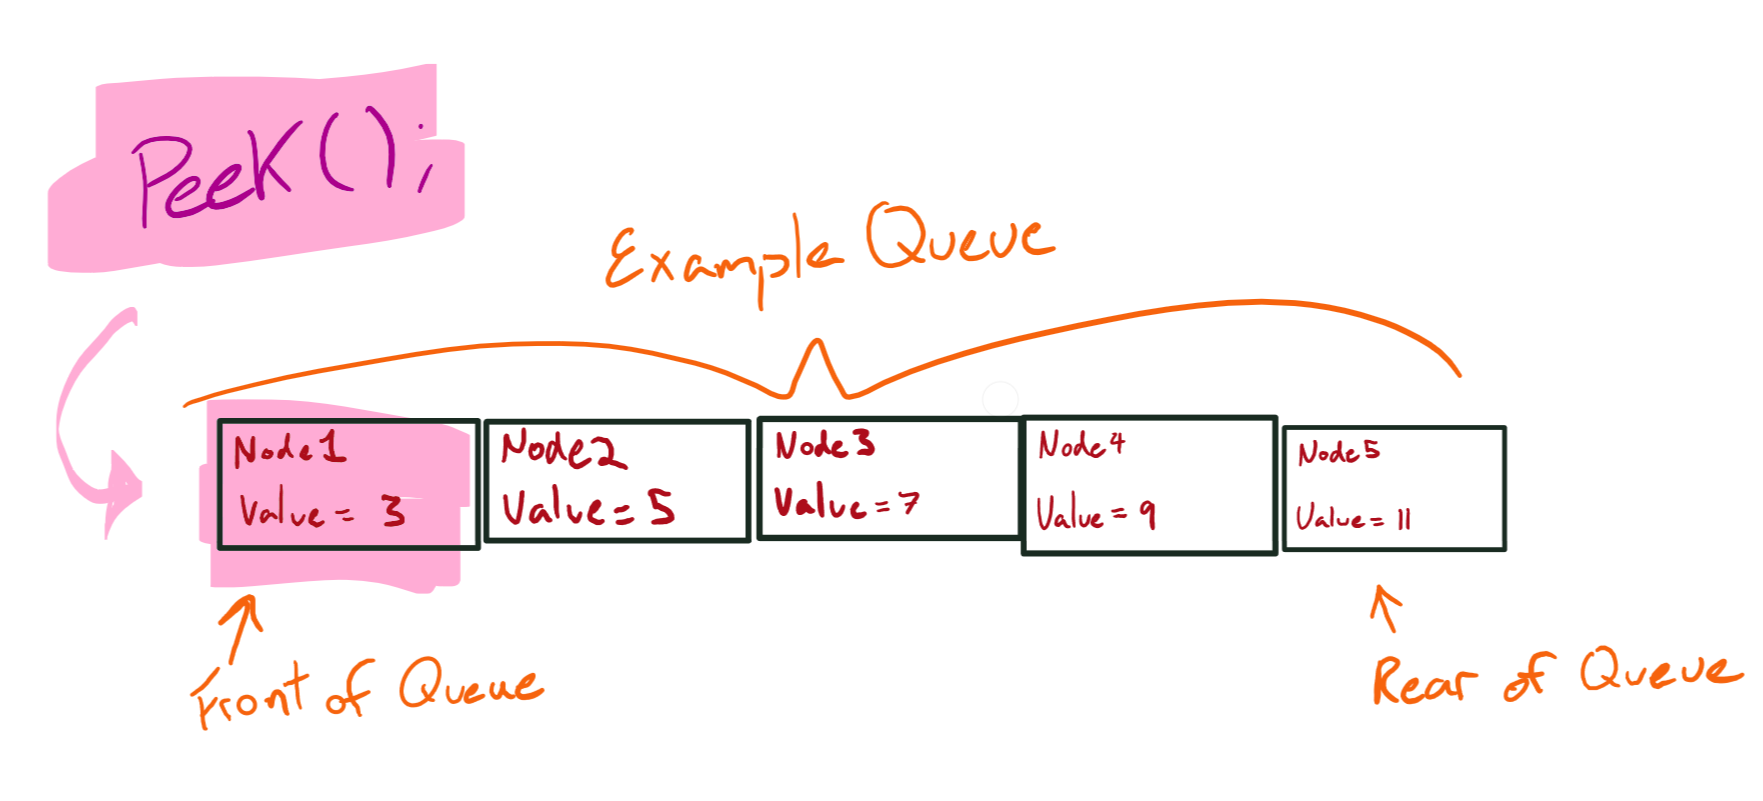 PeeK();
Example Queue
Node1
Value = 3
Node2
Value = 5
Node3
Value = 7
Node4
Value = 9
Node5
Value = 11
Front of Queue
Rear of Queue